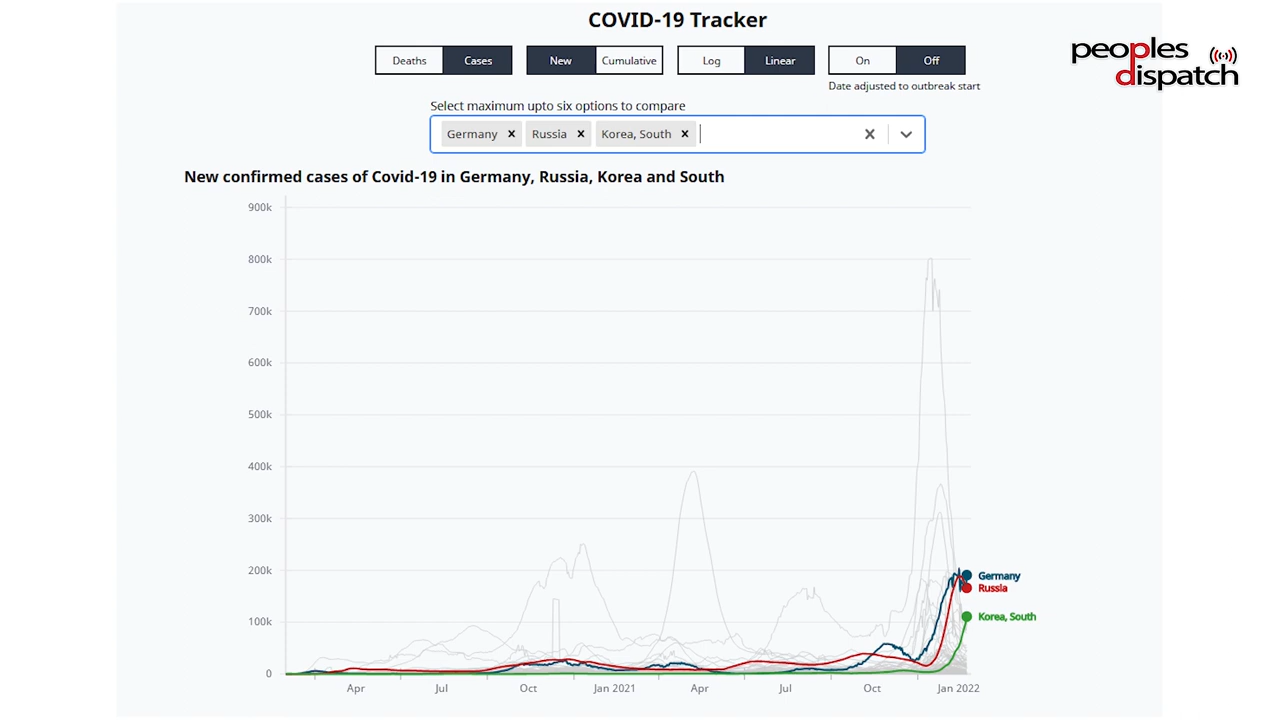 COVID-19 Tracker
peoples
dispatch
Deaths Cases New Cumulative Log Linear On Off
Date adjusted to outbreak start
Select maximum upto six options to compare
Germany Russia Korea, South
New confirmed cases of Covid-19 in Germany, Russia, Korea and South
900k
800k
700k
600k
500k
400k
300k
200k
Germany
Russia
Korea, South
100k
0
Apr Jul Oct Jan 2021 Apr Jul Oct Jan 2022